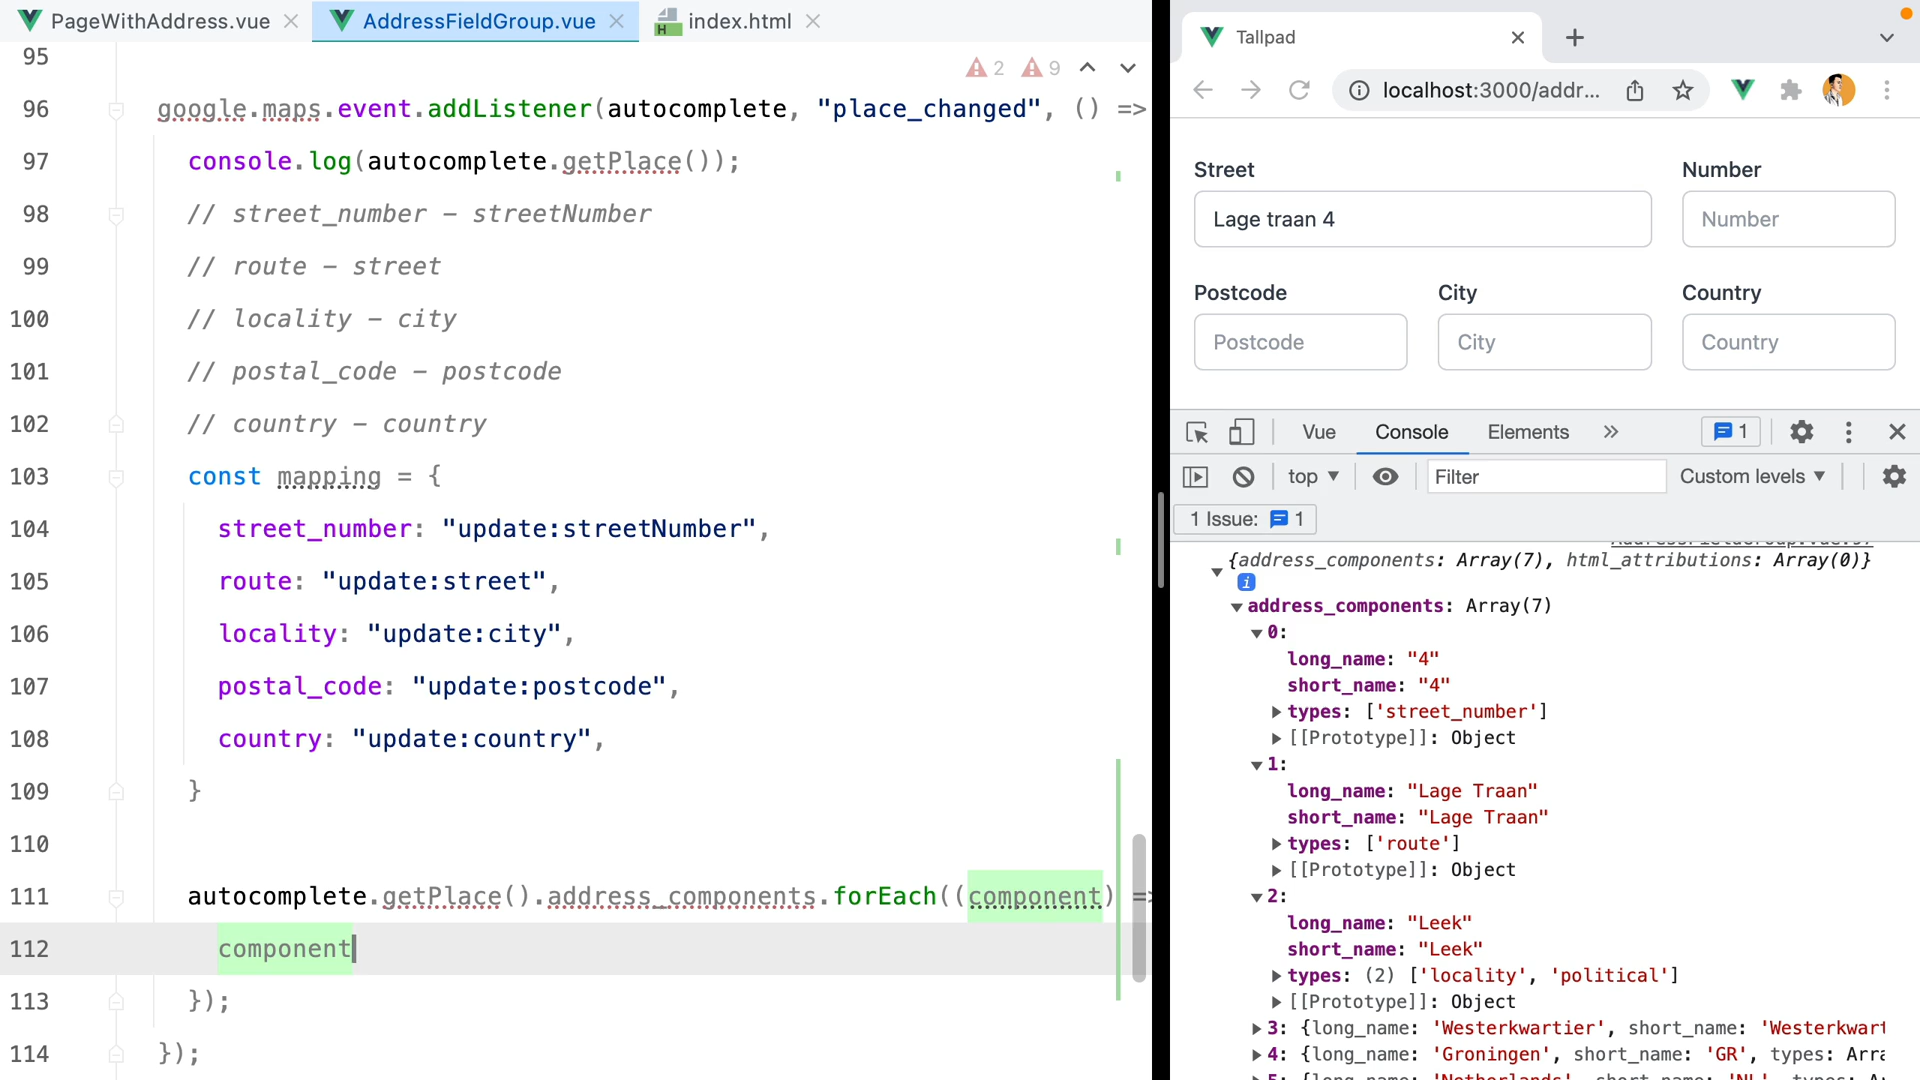 PageWithAddress.vue
AddressFieldGroup.vue
index.html
2 9
95
96 google.maps.event.addListener(autocomplete, "place_changed", () =>
97 console.log(autocomplete.getPlace());
98 // street_number - streetNumber
99 // route - street
100 // locality - city
101 // postal_code - postcode
102 // country - country
103 const mapping = {
104 street_number: "update:streetNumber",
105 route: "update:street",
106 locality: "update:city",
107 postal_code: "update:postcode",
108 country: "update:country",
109 }
110
111 autocomplete.getPlace().address_components.forEach((component) =>
112 component
113 });
114 });
Tallpad
localhost:3000/addr...
Street Number
Lage traan 4 Number
Postcode City Country
Postcode City Country
Vue Console Elements » 1
top Filter Custom levels
1 Issue: 1
{address_components: Array(7), html_attributions: Array(0)}
i
address_components: Array(7)
0:
long_name: "4"
short_name: "4"
types: ['street_number']
[[Prototype]]: Object
1:
long_name: "Lage Traan"
short_name: "Lage Traan"
types: ['route']
[[Prototype]]: Object
2:
long_name: "Leek"
short_name: "Leek"
types: (2) ['locality', 'political']
[[Prototype]]: Object
3: {long_name: 'Westerkwartier', short_name: 'Westerkwart
4: {long_name: 'Groningen', short_name: 'GR', types: Arra